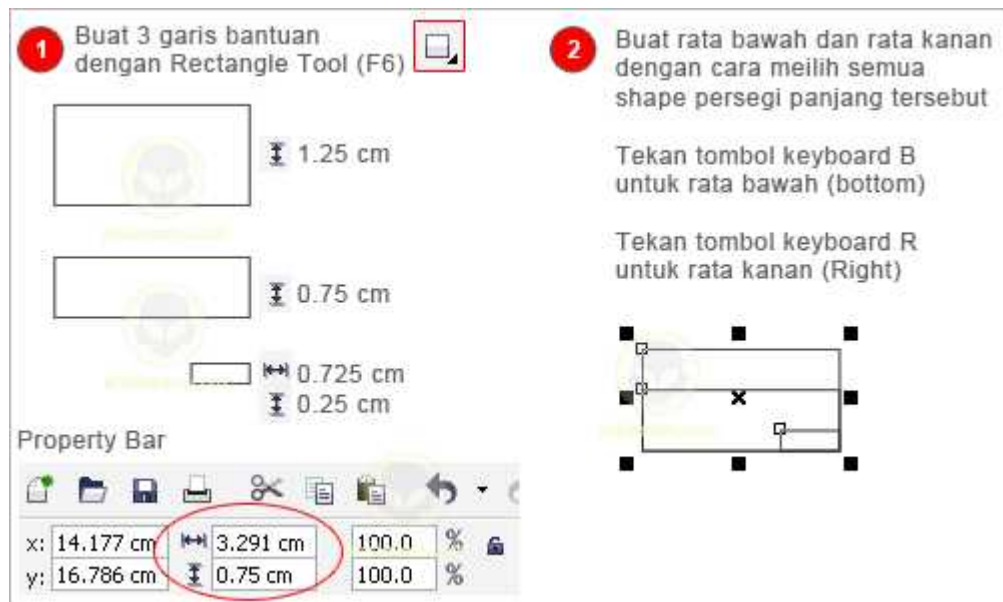 1
Buat 3 garis bantuan
dengan Rectangle Tool (F6)
1.25 cm
0.75 cm
0.725 cm
0.25 cm
Property Bar
x: 14.177 cm 3.291 cm 100.0 %
y: 16.786 cm 0.75 cm 100.0 %
2
Buat rata bawah dan rata kanan
dengan cara meilih semua
shape persegi panjang tersebut
Tekan tombol keyboard B
untuk rata bawah (bottom)
Tekan tombol keyboard R
untuk rata kanan (Right)